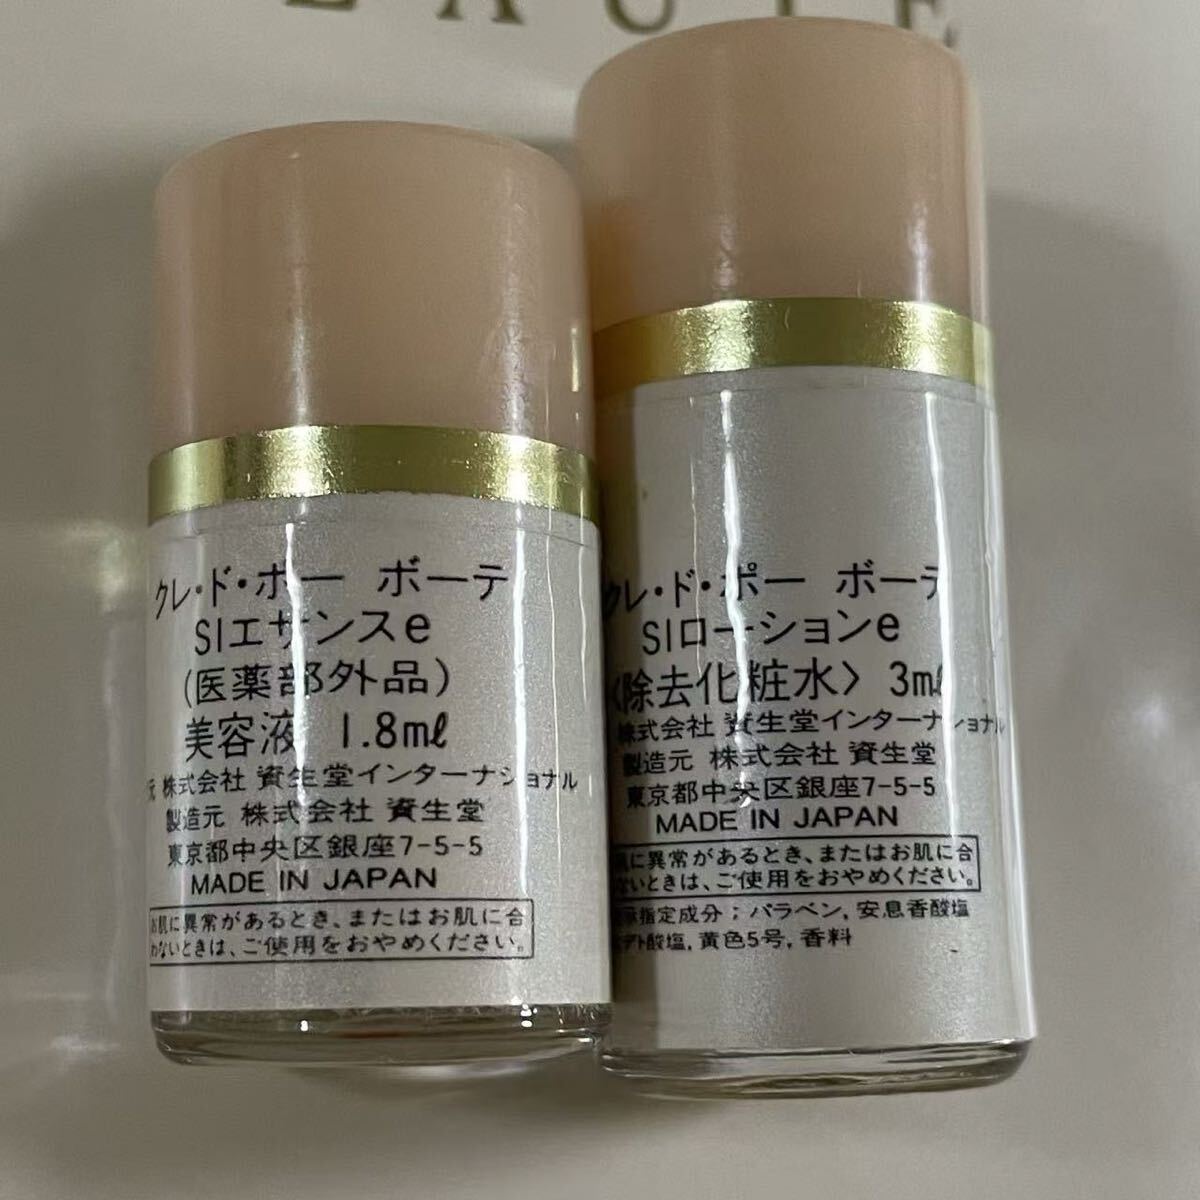 BEAUTE
クレ・ド・ポー ボーテ
SIエサンスe
(医薬部外品)
美容液 1.8ml
元 株式会社 資生堂インターナショナル
製造元 株式会社 資生堂
東京都中央区銀座7-5-5
MADE IN JAPAN
お肌に異常があるとき、またはお肌に合
わないときは、ご使用をおやめください。
クレ・ド・ポー ボーテ
SIローションe
〈除去化粧水〉 3ml
株式会社 資生堂インターナショナル
製造元 株式会社 資生堂
東京都中央区銀座7-5-5
MADE IN JAPAN
肌に異常があるとき、またはお肌に合
ないときは、ご使用をおやめください。
指定成分;パラベン,安息香酸塩
デト酸塩,黄色5号,香料